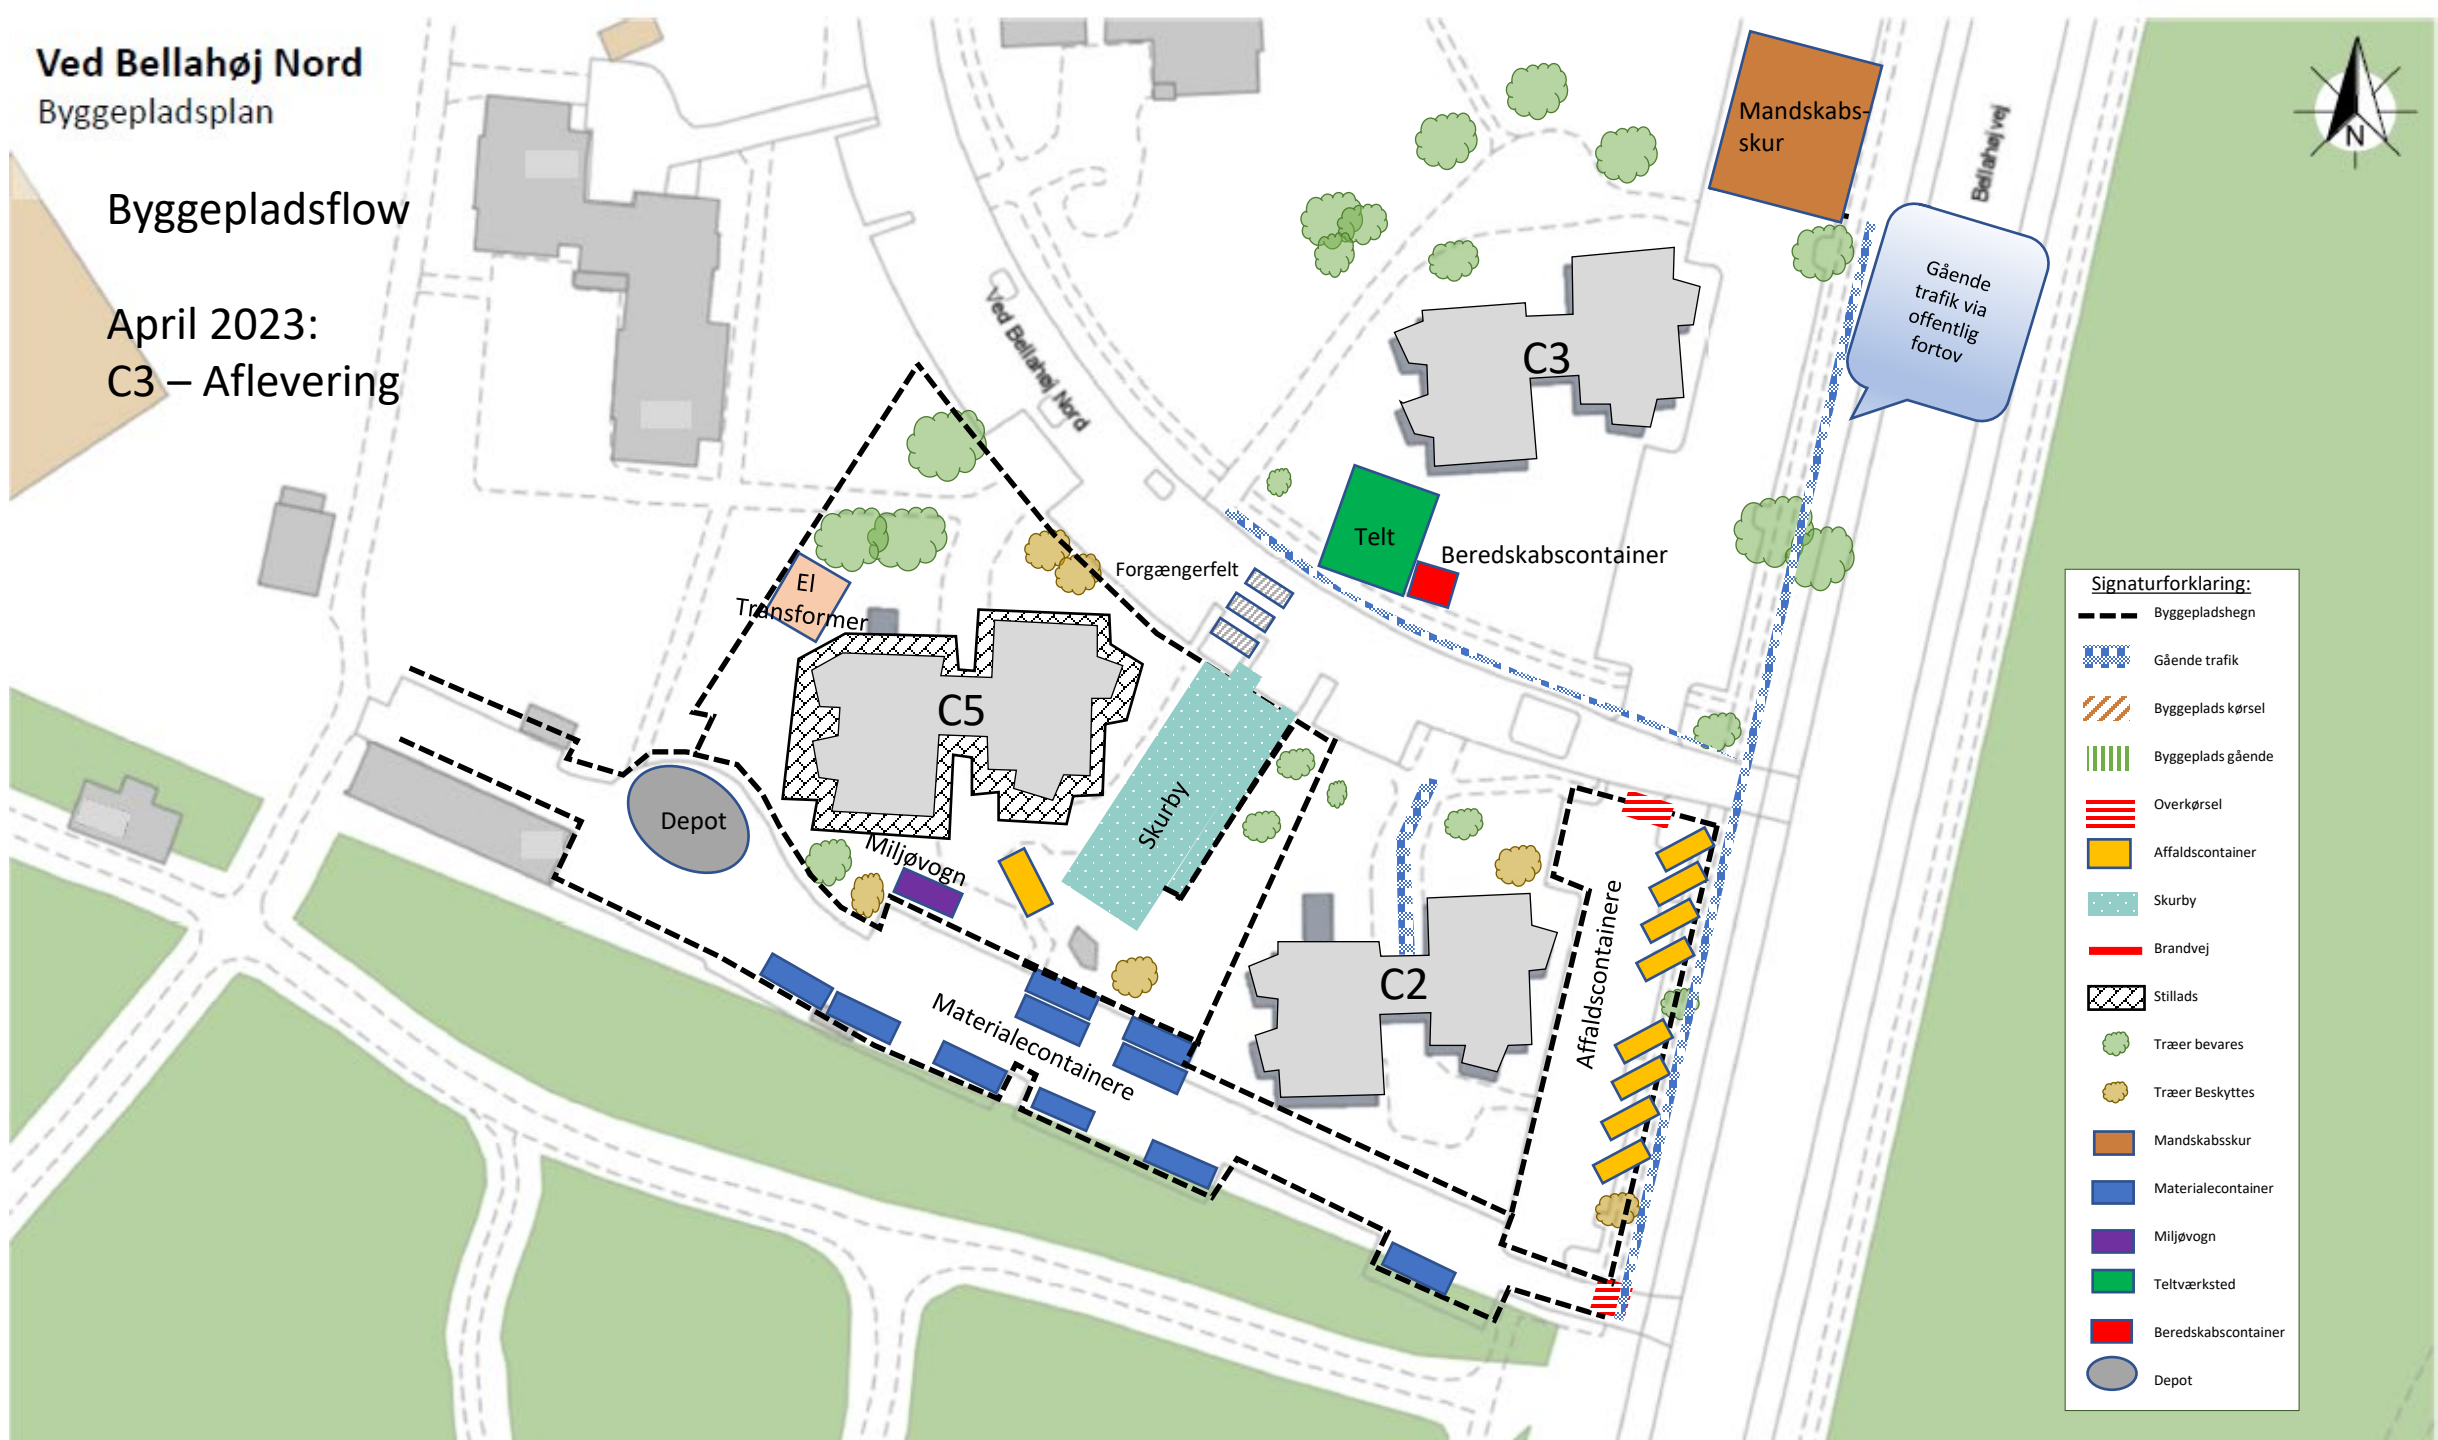 Ved Bellahøj Nord
Byggepladsplan
Byggepladsflow
April 2023:
C3 – Aflevering
Mandskabs-
skur
Bellahøjvej
N
Gående
trafik via
offentlig
fortov
Ved Bellahøj Nord
C3
Telt
Beredskabscontainer
Forgængerfelt
El
Transformer
C5
Skurby
Depot
Miljøvogn
Materialecontainere
C2
Affaldscontainere
Signaturforklaring:
Byggepladshegn
Gående trafik
Byggeplads kørsel
Byggeplads gående
Overkørsel
Affaldscontainer
Skurby
Brandvej
Stillads
Træer bevares
Træer Beskyttes
Mandskabsskur
Materialecontainer
Miljøvogn
Teltværksted
Beredskabscontainer
Depot